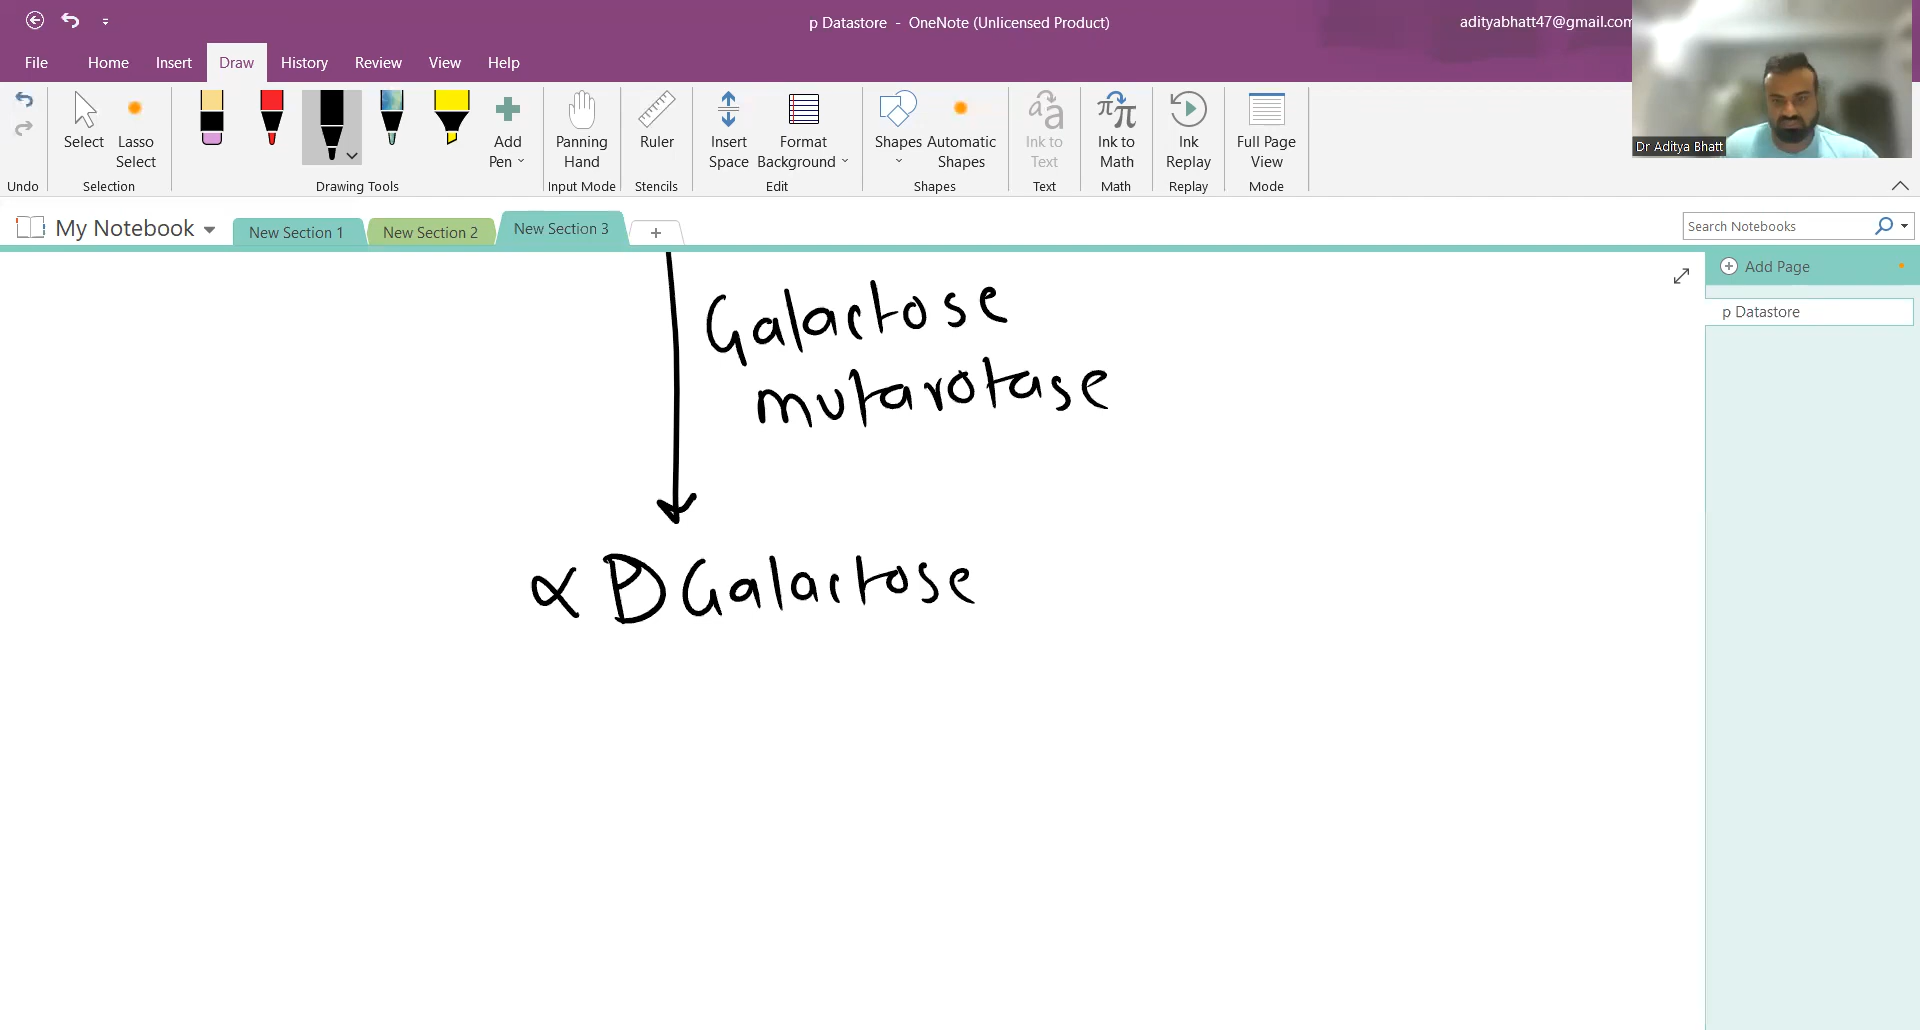 p Datastore - OneNote (Unlicensed Product)
adityabhatt47@gmail.com
File Home Insert Draw History Review View Help
Select
Lasso Select
Add Pen
Panning Hand
Ruler
Insert Space
Format Background
Shapes
Automatic Shapes
Ink to Text
Ink to Math
Ink Replay
Full Page View
Dr Aditya Bhatt
Undo Selection Drawing Tools Input Mode Stencils Edit Shapes Text Math Replay Mode
My Notebook New Section 1 New Section 2 New Section 3 +
Search Notebooks
Add Page
p Datastore
Galactose
mutarotase
∝ D Galactose